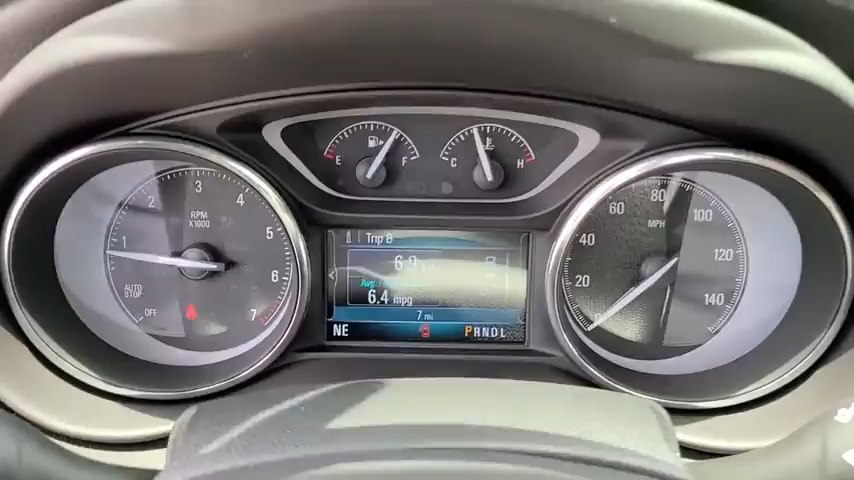 E F
C H
1 2 3 4 5 6 7
RPM
X1000
AUTO
STOP
OFF
Trip B
6.4 mpg
7 mi
NE
PRNDL
20 40 60 80 100 120 140
MPH